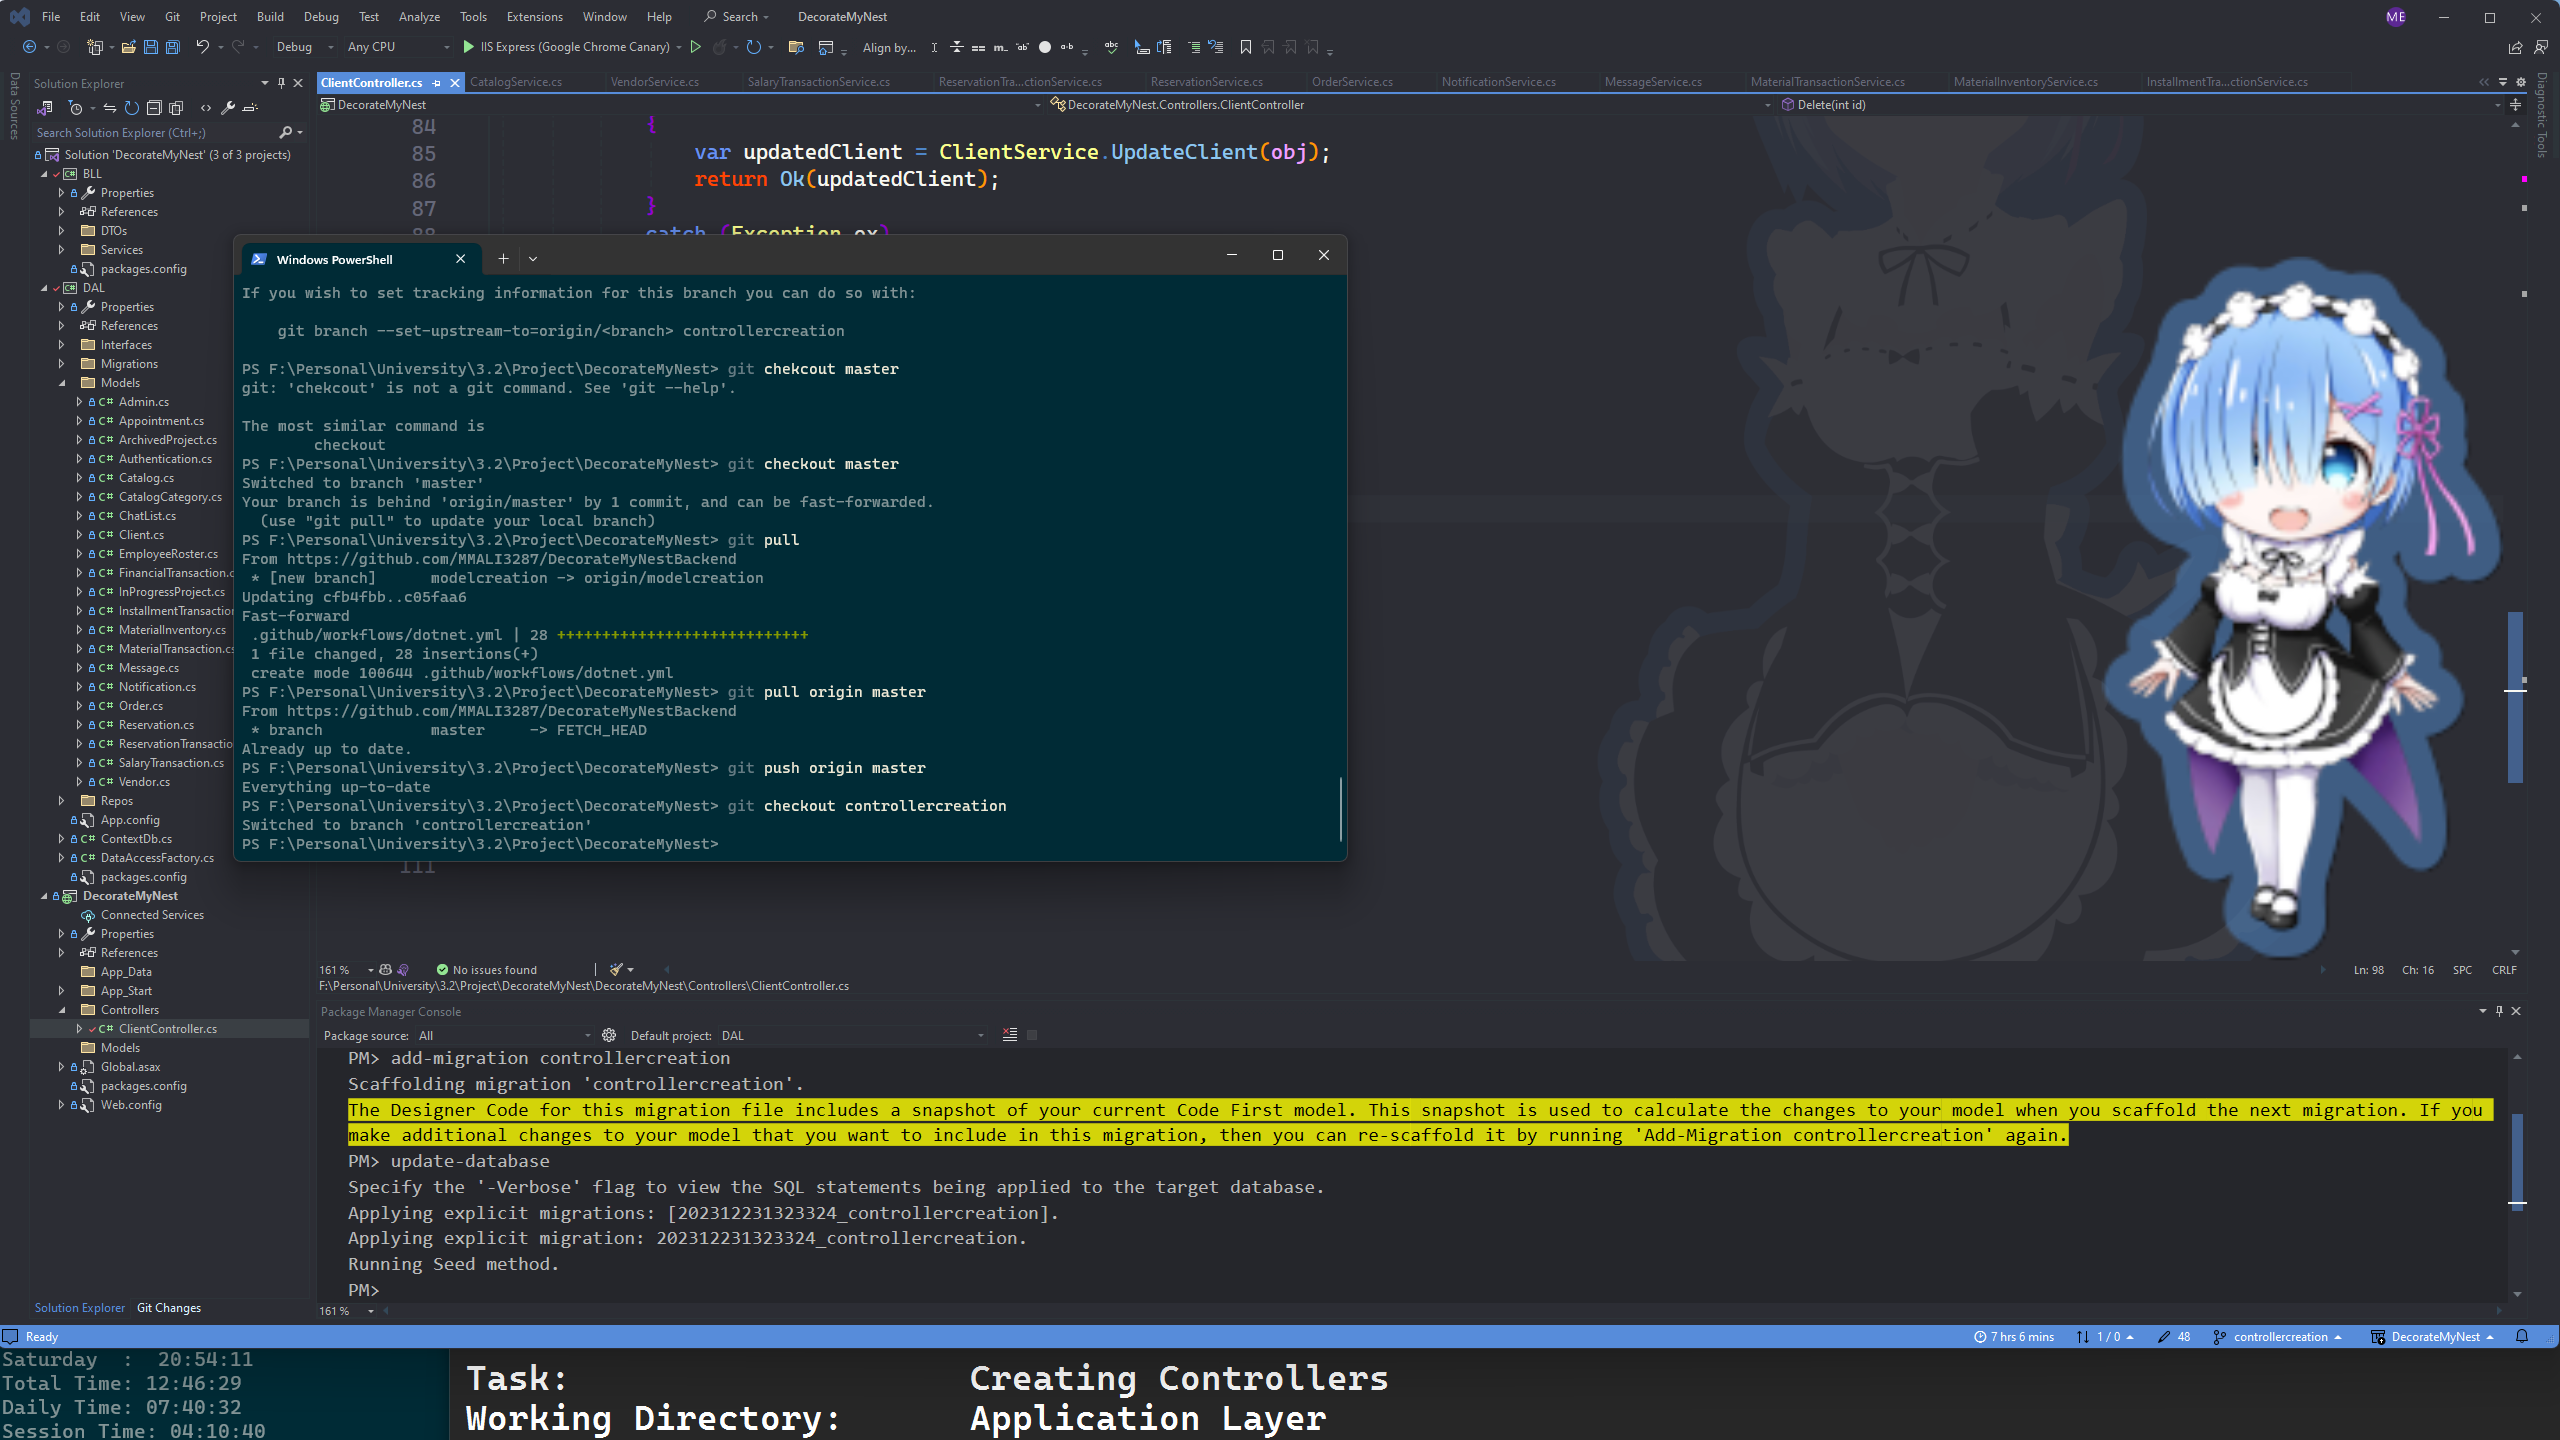 File Edit View Git Project Build Debug Test Analyze Tools Extensions Window Help Search DecorateMyNest ME
Debug Any CPU IIS Express (Google Chrome Canary) Align by...
Data Sources
Solution Explorer
Search Solution Explorer (Ctrl+;)
Solution 'DecorateMyNest' (3 of 3 projects)
BLL
Properties
References
DTOs
Services
packages.config
DAL
Properties
References
Interfaces
Migrations
Models
C# Admin.cs
C# Appointment.cs
C# ArchivedProject.cs
C# Authentication.cs
C# Catalog.cs
C# CatalogCategory.cs
C# ChatList.cs
C# Client.cs
C# EmployeeRoster.cs
C# FinancialTransaction.c
C# InProgressProject.cs
C# InstallmentTransaction
C# MaterialInventory.cs
C# MaterialTransaction.cs
C# Message.cs
C# Notification.cs
C# Order.cs
C# Reservation.cs
C# ReservationTransactio
C# SalaryTransaction.cs
C# Vendor.cs
Repos
App.config
C# ContextDb.cs
C# DataAccessFactory.cs
packages.config
DecorateMyNest
Connected Services
Properties
References
App_Data
App_Start
Controllers
C# ClientController.cs
Models
Global.asax
packages.config
Web.config
Solution Explorer Git Changes
ClientController.cs CatalogService.cs VendorService.cs SalaryTransactionService.cs ReservationTra...ctionService.cs ReservationService.cs OrderService.cs NotificationService.cs MessageService.cs MaterialTransactionService.cs MaterialInventoryService.cs InstallmentTra...ctionService.cs
DecorateMyNest DecorateMyNest.Controllers.ClientController Delete(int id)
Diagnostic Tools
84 {
85 var updatedClient = ClientService.UpdateClient(obj);
86 return Ok(updatedClient);
87 }
88 catch (Exception ex)
Windows PowerShell
If you wish to set tracking information for this branch you can do so with:
git branch --set-upstream-to=origin/<branch> controllercreation
PS F:\Personal\University\3.2\Project\DecorateMyNest> git chekcout master
git: 'chekcout' is not a git command. See 'git --help'.
The most similar command is
checkout
PS F:\Personal\University\3.2\Project\DecorateMyNest> git checkout master
Switched to branch 'master'
Your branch is behind 'origin/master' by 1 commit, and can be fast-forwarded.
(use "git pull" to update your local branch)
PS F:\Personal\University\3.2\Project\DecorateMyNest> git pull
From https://github.com/MMALI3287/DecorateMyNestBackend
* [new branch] modelcreation -> origin/modelcreation
Updating cfb4fbb..c05faa6
Fast-forward
.github/workflows/dotnet.yml | 28 ++++++++++++++++++++++++++++
1 file changed, 28 insertions(+)
create mode 100644 .github/workflows/dotnet.yml
PS F:\Personal\University\3.2\Project\DecorateMyNest> git pull origin master
From https://github.com/MMALI3287/DecorateMyNestBackend
* branch master -> FETCH_HEAD
Already up to date.
PS F:\Personal\University\3.2\Project\DecorateMyNest> git push origin master
Everything up-to-date
PS F:\Personal\University\3.2\Project\DecorateMyNest> git checkout controllercreation
Switched to branch 'controllercreation'
PS F:\Personal\University\3.2\Project\DecorateMyNest>
111
161 % No issues found Ln: 98 Ch: 16 SPC CRLF
F:\Personal\University\3.2\Project\DecorateMyNest\DecorateMyNest\Controllers\ClientController.cs
Package Manager Console
Package source: All Default project: DAL
PM> add-migration controllercreation
Scaffolding migration 'controllercreation'.
The Designer Code for this migration file includes a snapshot of your current Code First model. This snapshot is used to calculate the changes to your model when you scaffold the next migration. If you
make additional changes to your model that you want to include in this migration, then you can re-scaffold it by running 'Add-Migration controllercreation' again.
PM> update-database
Specify the '-Verbose' flag to view the SQL statements being applied to the target database.
Applying explicit migrations: [202312231323324_controllercreation].
Applying explicit migration: 202312231323324_controllercreation.
Running Seed method.
PM>
161 %
Ready 7 hrs 6 mins 1 / 0 48 controllercreation DecorateMyNest
Saturday : 20:54:11
Total Time: 12:46:29
Daily Time: 07:40:32
Session Time: 04:10:40
Task: Creating Controllers
Working Directory: Application Layer